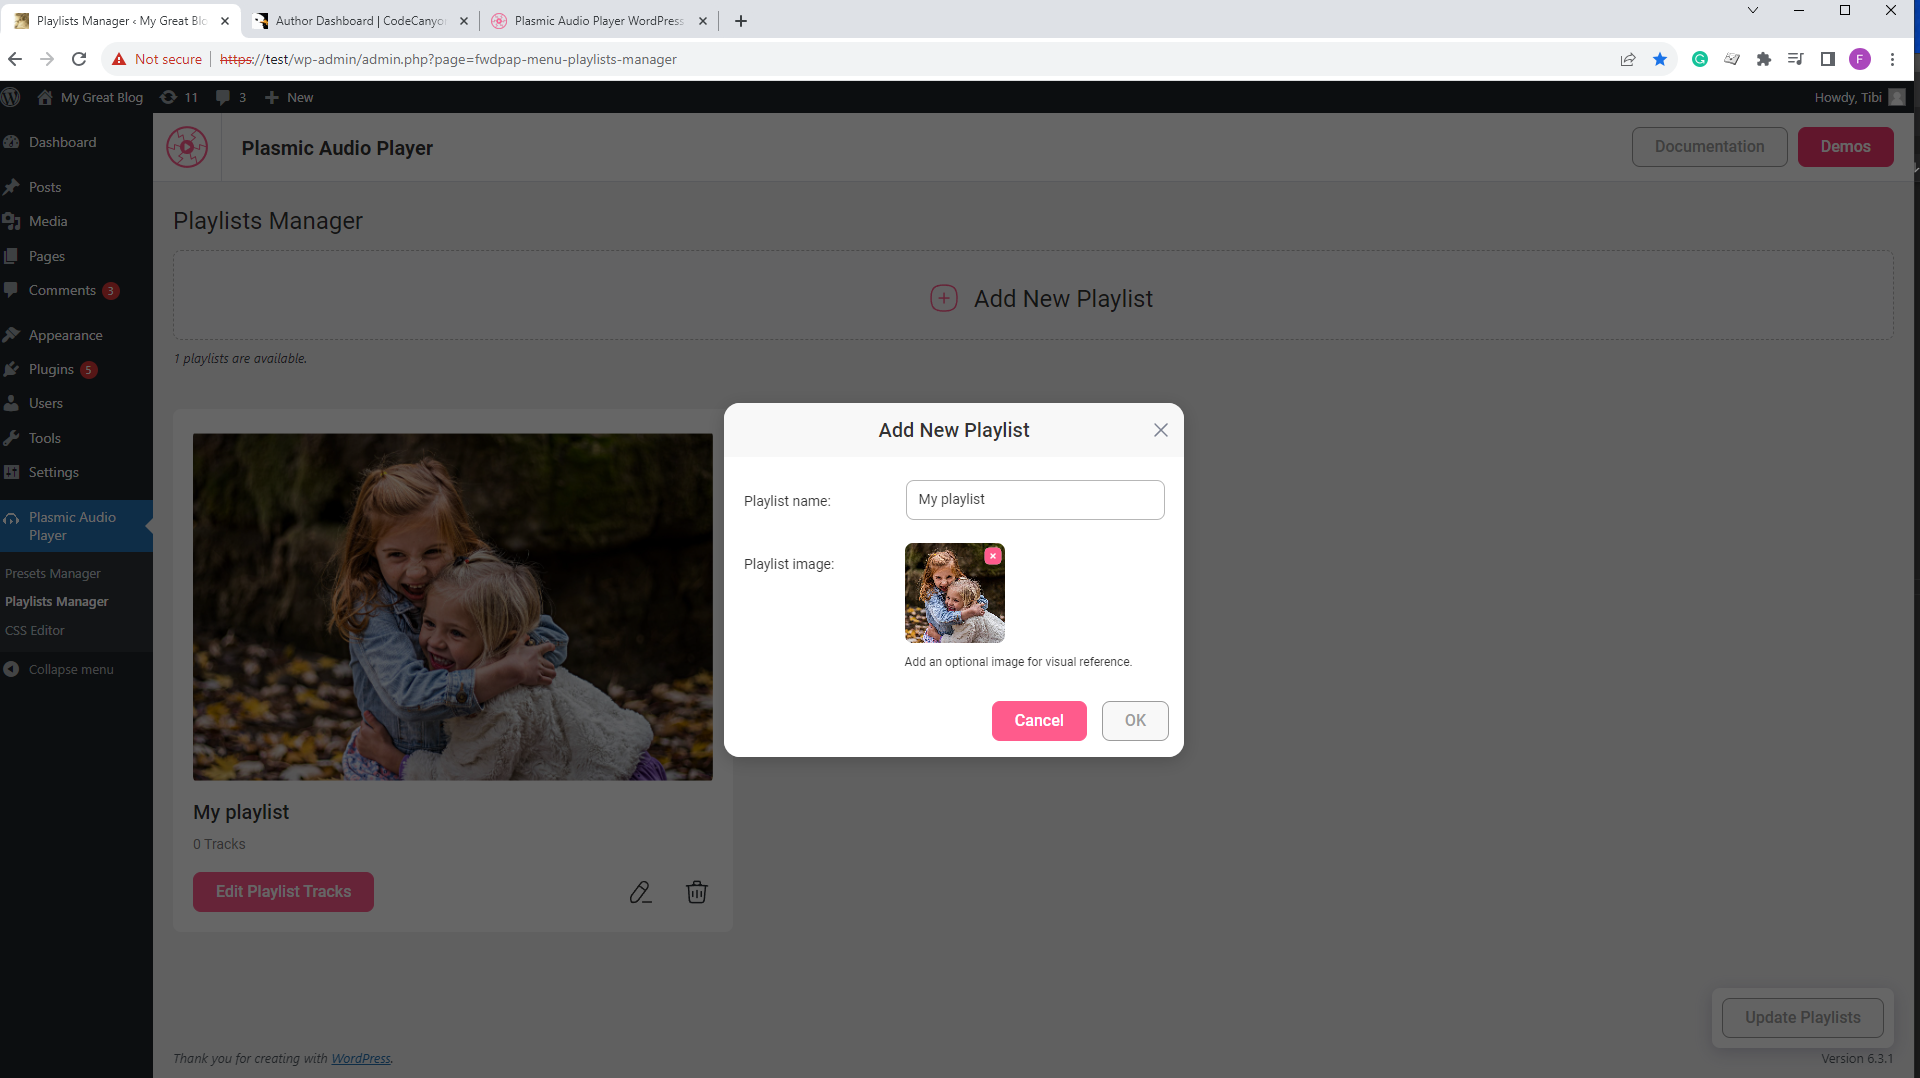 Playlists Manager ‹ My Great Blo
Author Dashboard | CodeCanyo
Plasmic Audio Player WordPress
Not secure
https://test/wp-admin/admin.php?page=fwdpap-menu-playlists-manager
F
My Great Blog
11
3
New
Howdy, Tibi
Dashboard
Posts
Media
Pages
Comments 3
Appearance
Plugins 5
Users
Tools
Settings
Plasmic Audio
Player
Presets Manager
Playlists Manager
CSS Editor
Collapse menu
Plasmic Audio Player
Documentation
Demos
Playlists Manager
Add New Playlist
1 playlists are available.
My playlist
0 Tracks
Edit Playlist Tracks
Add New Playlist
Playlist name:
My playlist
Playlist image:
Add an optional image for visual reference.
Cancel
OK
Update Playlists
Thank you for creating with WordPress.
Version 6.3.1